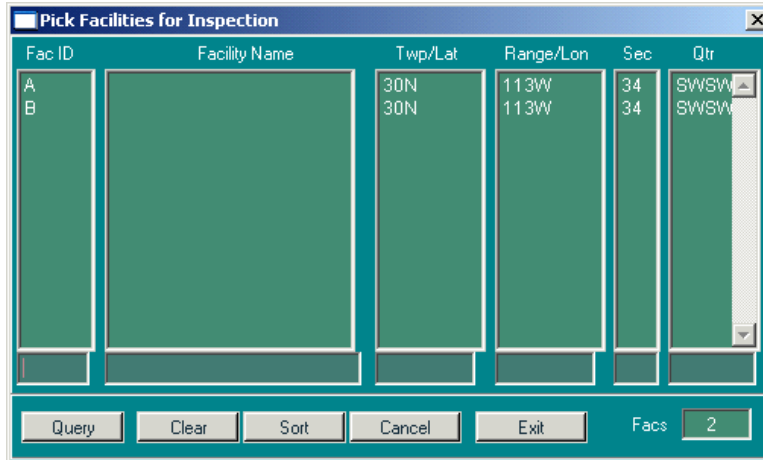 Pick Facilities for Inspection
Fac ID Facility Name Twp/Lat Range/Lon Sec Qtr
A 30N 113W 34 SWSW
B 30N 113W 34 SWSW
Query Clear Sort Cancel Exit Facs 2